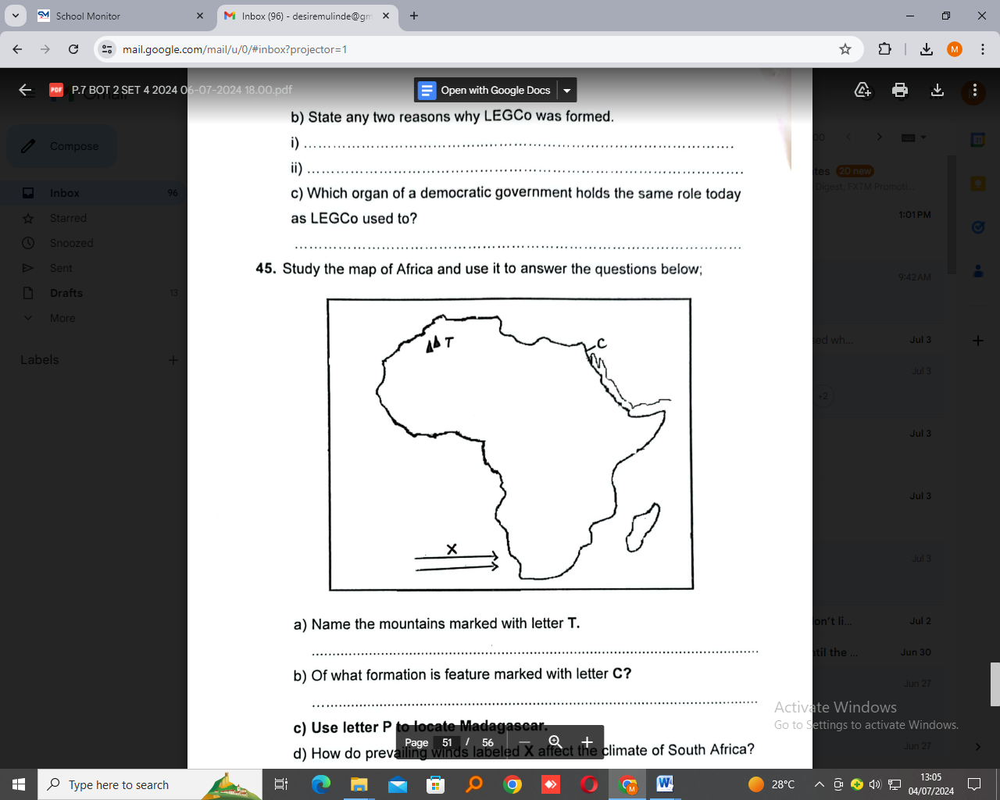 School Monitor
Inbox (96) - desiremulinde@gm
mail.google.com/mail/u/0/#inbox?projector=1
M
PDF
P.7 BOT 2 SET 4 2024 06-07-2024 18.00.pdf
Open with Google Docs
Compose
Inbox 96
Starred
Snoozed
Sent
Drafts 13
More
Labels
20 new
Digest, FXTM Promoti...
1:01 PM
9:42 AM
sed wh... Jul 3
Jul 3
+2
Jul 3
Jul 3
Jul 3
on't li... Jul 2
ntil the ... Jun 30
Jun 27
Jun 27
b) State any two reasons why LEGCo was formed.
i) ........................................
ii) ........................................
c) Which organ of a democratic government holds the same role today
as LEGCo used to?
........................................
45. Study the map of Africa and use it to answer the questions below;
T
C
X
a) Name the mountains marked with letter T.
........................................
b) Of what formation is feature marked with letter C?
........................................
c) Use letter P to locate Madagascar.
d) How do prevailing winds labeled X affect the climate of South Africa?
Page 51 / 56
Activate Windows
Go to Settings to activate Windows.
Type here to search
28°C
13:05
04/07/2024